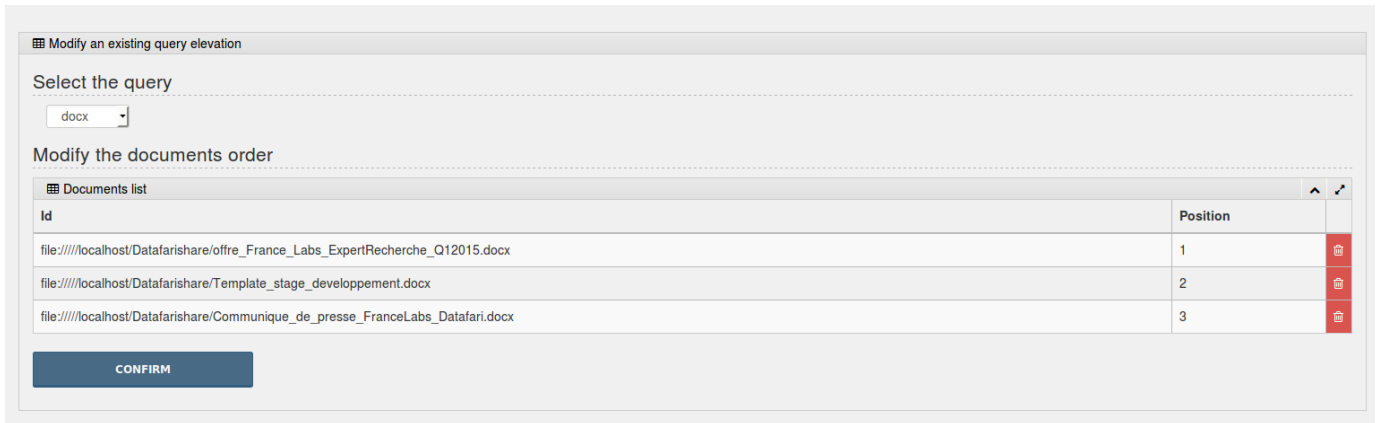 Modify an existing query elevation
Select the query
docx
Modify the documents order
Documents list
Id Position
file://///localhost/Datafarishare/offre_France_Labs_ExpertRecherche_Q12015.docx 1
file://///localhost/Datafarishare/Template_stage_developpement.docx 2
file://///localhost/Datafarishare/Communique_de_presse_FranceLabs_Datafari.docx 3
CONFIRM